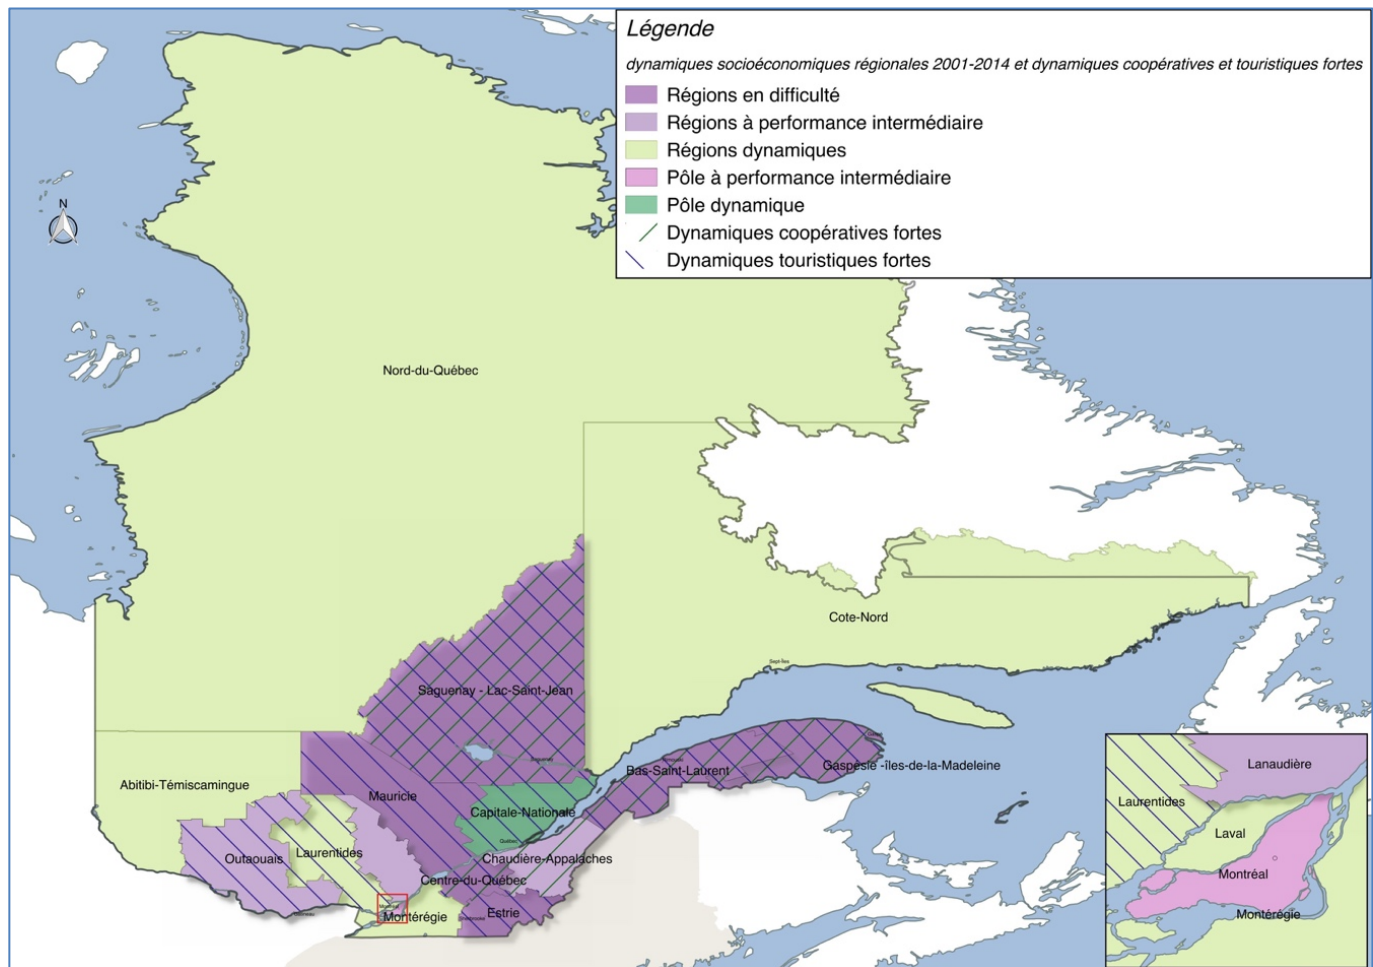 Légende
dynamiques socioéconomiques régionales 2001-2014 et dynamiques coopératives et touristiques fortes
Régions en difficulté
Régions à performance intermédiaire
Régions dynamiques
Pôle à performance intermédiaire
Pôle dynamique
Dynamiques coopératives fortes
Dynamiques touristiques fortes
N
Nord-du-Québec
Cote-Nord
Sept-Îles
Saguenay - Lac-Saint-Jean
Bas-Saint-Laurent
Gaspésie -îles-de-la-Madeleine
Abitibi-Témiscamingue
Mauricie
Capitale-Nationale
Québec
Outaouais
Laurentides
Chaudière-Appalaches
Centre-du-Québec
Estrie
Montérégie
Lanaudière
Laurentides
Laval
Montréal
Montérégie